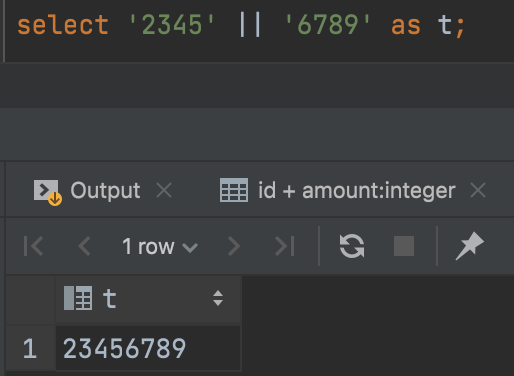 select '2345' || '6789' as t;
Output
id + amount:integer
1 row
t
1 23456789